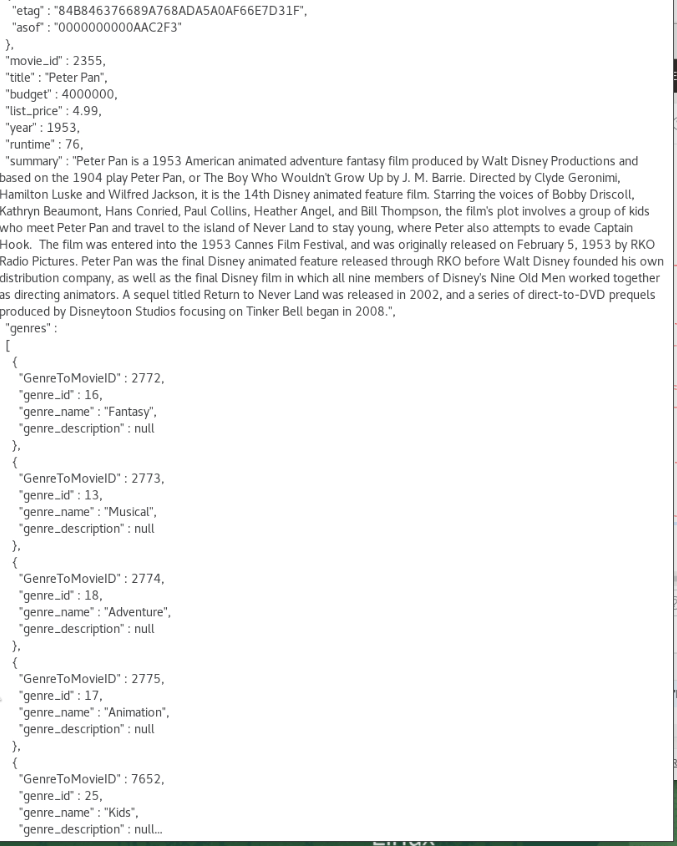 "etag" : "84B846376689A768ADA5A0AF66E7D31F",
"asof" : "0000000000AAC2F3"
},
"movie_id" : 2355,
"title" : "Peter Pan",
"budget" : 4000000,
"list_price" : 4.99,
"year" : 1953,
"runtime" : 76,
"summary" : "Peter Pan is a 1953 American animated adventure fantasy film produced by Walt Disney Productions and
based on the 1904 play Peter Pan, or The Boy Who Wouldn't Grow Up by J. M. Barrie. Directed by Clyde Geronimi,
Hamilton Luske and Wilfred Jackson, it is the 14th Disney animated feature film. Starring the voices of Bobby Driscoll,
Kathryn Beaumont, Hans Conried, Paul Collins, Heather Angel, and Bill Thompson, the film's plot involves a group of kids
who meet Peter Pan and travel to the island of Never Land to stay young, where Peter also attempts to evade Captain
Hook.  The film was entered into the 1953 Cannes Film Festival, and was originally released on February 5, 1953 by RKO
Radio Pictures. Peter Pan was the final Disney animated feature released through RKO before Walt Disney founded his own
distribution company, as well as the final Disney film in which all nine members of Disney's Nine Old Men worked together
as directing animators. A sequel titled Return to Never Land was released in 2002, and a series of direct-to-DVD prequels
produced by Disneytoon Studios focusing on Tinker Bell began in 2008.",
"genres" :
[
{
"GenreToMovieID" : 2772,
"genre_id" : 16,
"genre_name" : "Fantasy",
"genre_description" : null
},
{
"GenreToMovieID" : 2773,
"genre_id" : 13,
"genre_name" : "Musical",
"genre_description" : null
},
{
"GenreToMovieID" : 2774,
"genre_id" : 18,
"genre_name" : "Adventure",
"genre_description" : null
},
{
"GenreToMovieID" : 2775,
"genre_id" : 17,
"genre_name" : "Animation",
"genre_description" : null
},
{
"GenreToMovieID" : 7652,
"genre_id" : 25,
"genre_name" : "Kids",
"genre_description" : null...